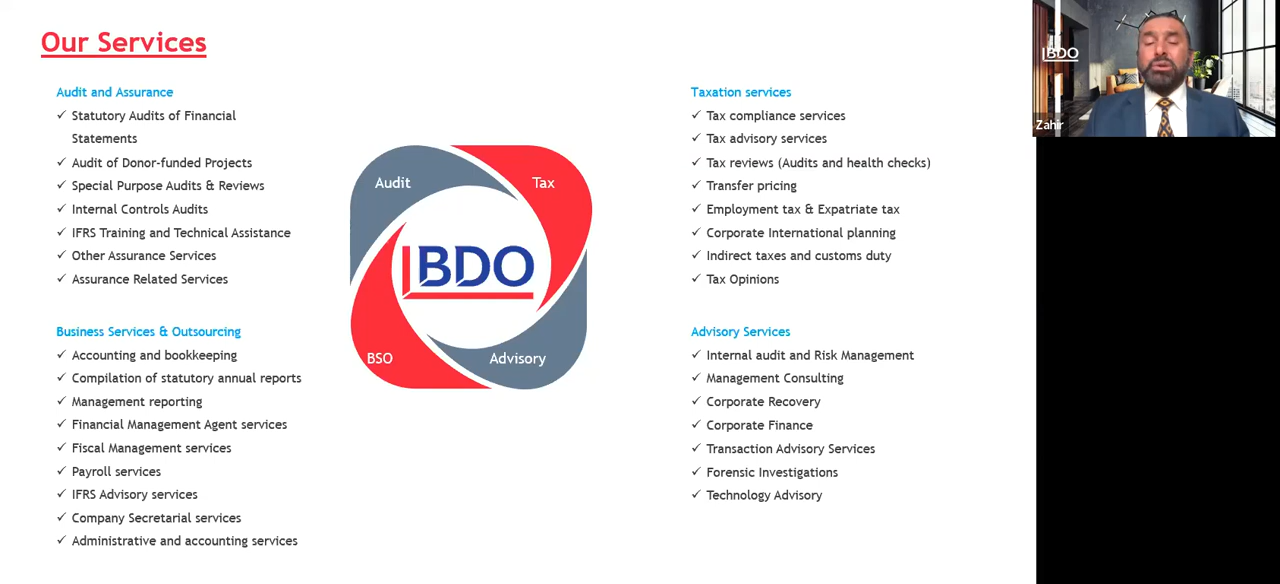 Our Services
Audit and Assurance
✓ Statutory Audits of Financial
Statements
✓ Audit of Donor-funded Projects
✓ Special Purpose Audits & Reviews
✓ Internal Controls Audits
✓ IFRS Training and Technical Assistance
✓ Other Assurance Services
✓ Assurance Related Services
Business Services & Outsourcing
✓ Accounting and bookkeeping
✓ Compilation of statutory annual reports
✓ Management reporting
✓ Financial Management Agent services
✓ Fiscal Management services
✓ Payroll services
✓ IFRS Advisory services
✓ Company Secretarial services
✓ Administrative and accounting services
Audit
Tax
BDO
BSO
Advisory
Taxation services
✓ Tax compliance services
✓ Tax advisory services
✓ Tax reviews (Audits and health checks)
✓ Transfer pricing
✓ Employment tax & Expatriate tax
✓ Corporate International planning
✓ Indirect taxes and customs duty
✓ Tax Opinions
Advisory Services
✓ Internal audit and Risk Management
✓ Management Consulting
✓ Corporate Recovery
✓ Corporate Finance
✓ Transaction Advisory Services
✓ Forensic Investigations
✓ Technology Advisory
BDO
Zahir